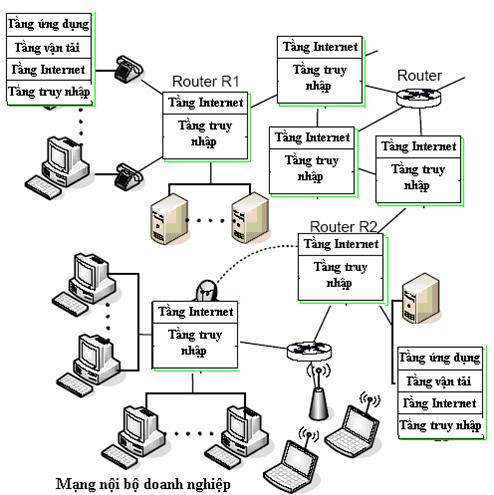 Tầng ứng dụng
Tầng vận tải
Tầng Internet
Tầng truy nhập
Router R1
Tầng Internet
Tầng truy
nhập
Tầng Internet
Tầng truy
nhập
Router
Tầng Internet
Tầng truy
nhập
Tầng Internet
Tầng truy
nhập
Router R2
Tầng Internet
Tầng truy
nhập
Tầng Internet
Tầng truy
nhập
Tầng ứng dụng
Tầng vận tải
Tầng Internet
Tầng truy nhập
Mạng nội bộ doanh nghiệp